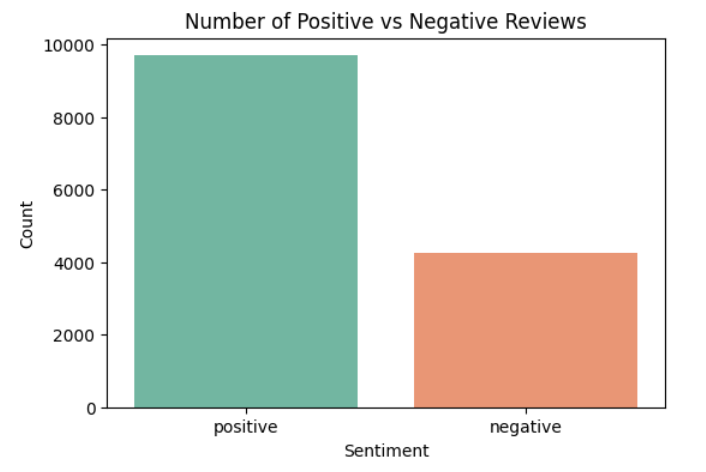 Number of Positive vs Negative Reviews
10000
8000
6000
4000
2000
0
Count
positive
negative
Sentiment